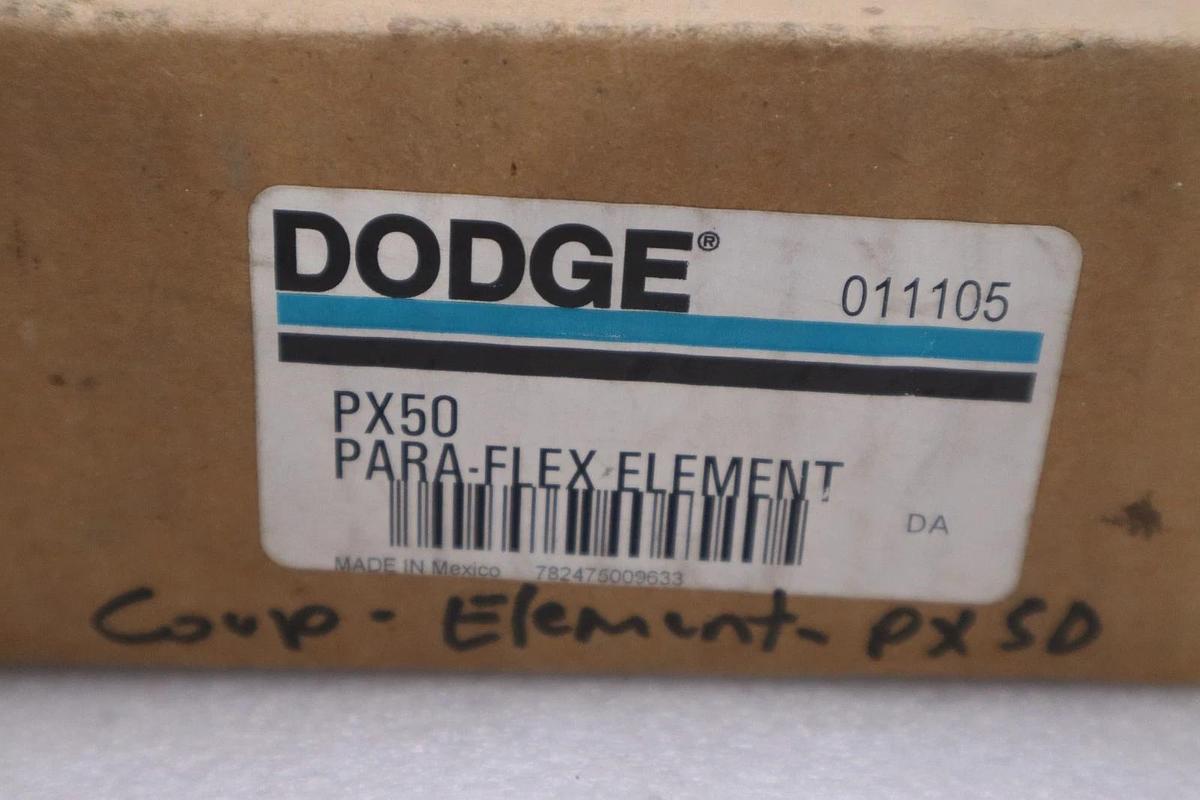 DODGE®
011105
PX50
PARA-FLEX ELEMENT
DA
MADE IN Mexico 782475009633
Coup - Element - PX50